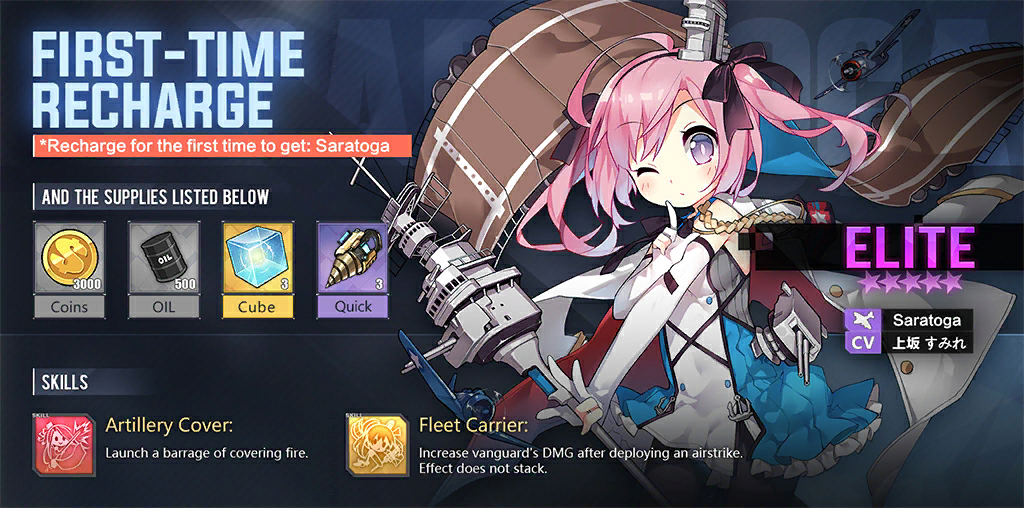 FIRST-TIME
RECHARGE
*Recharge for the first time to get: Saratoga
AND THE SUPPLIES LISTED BELOW
3000
500
3
3
Coins
OIL
Cube
Quick
ELITE
Saratoga
CV 上坂 すみれ
SKILLS
SKILL
Artillery Cover:
Launch a barrage of covering fire.
SKILL
Fleet Carrier:
Increase vanguard's DMG after deploying an airstrike.
Effect does not stack.